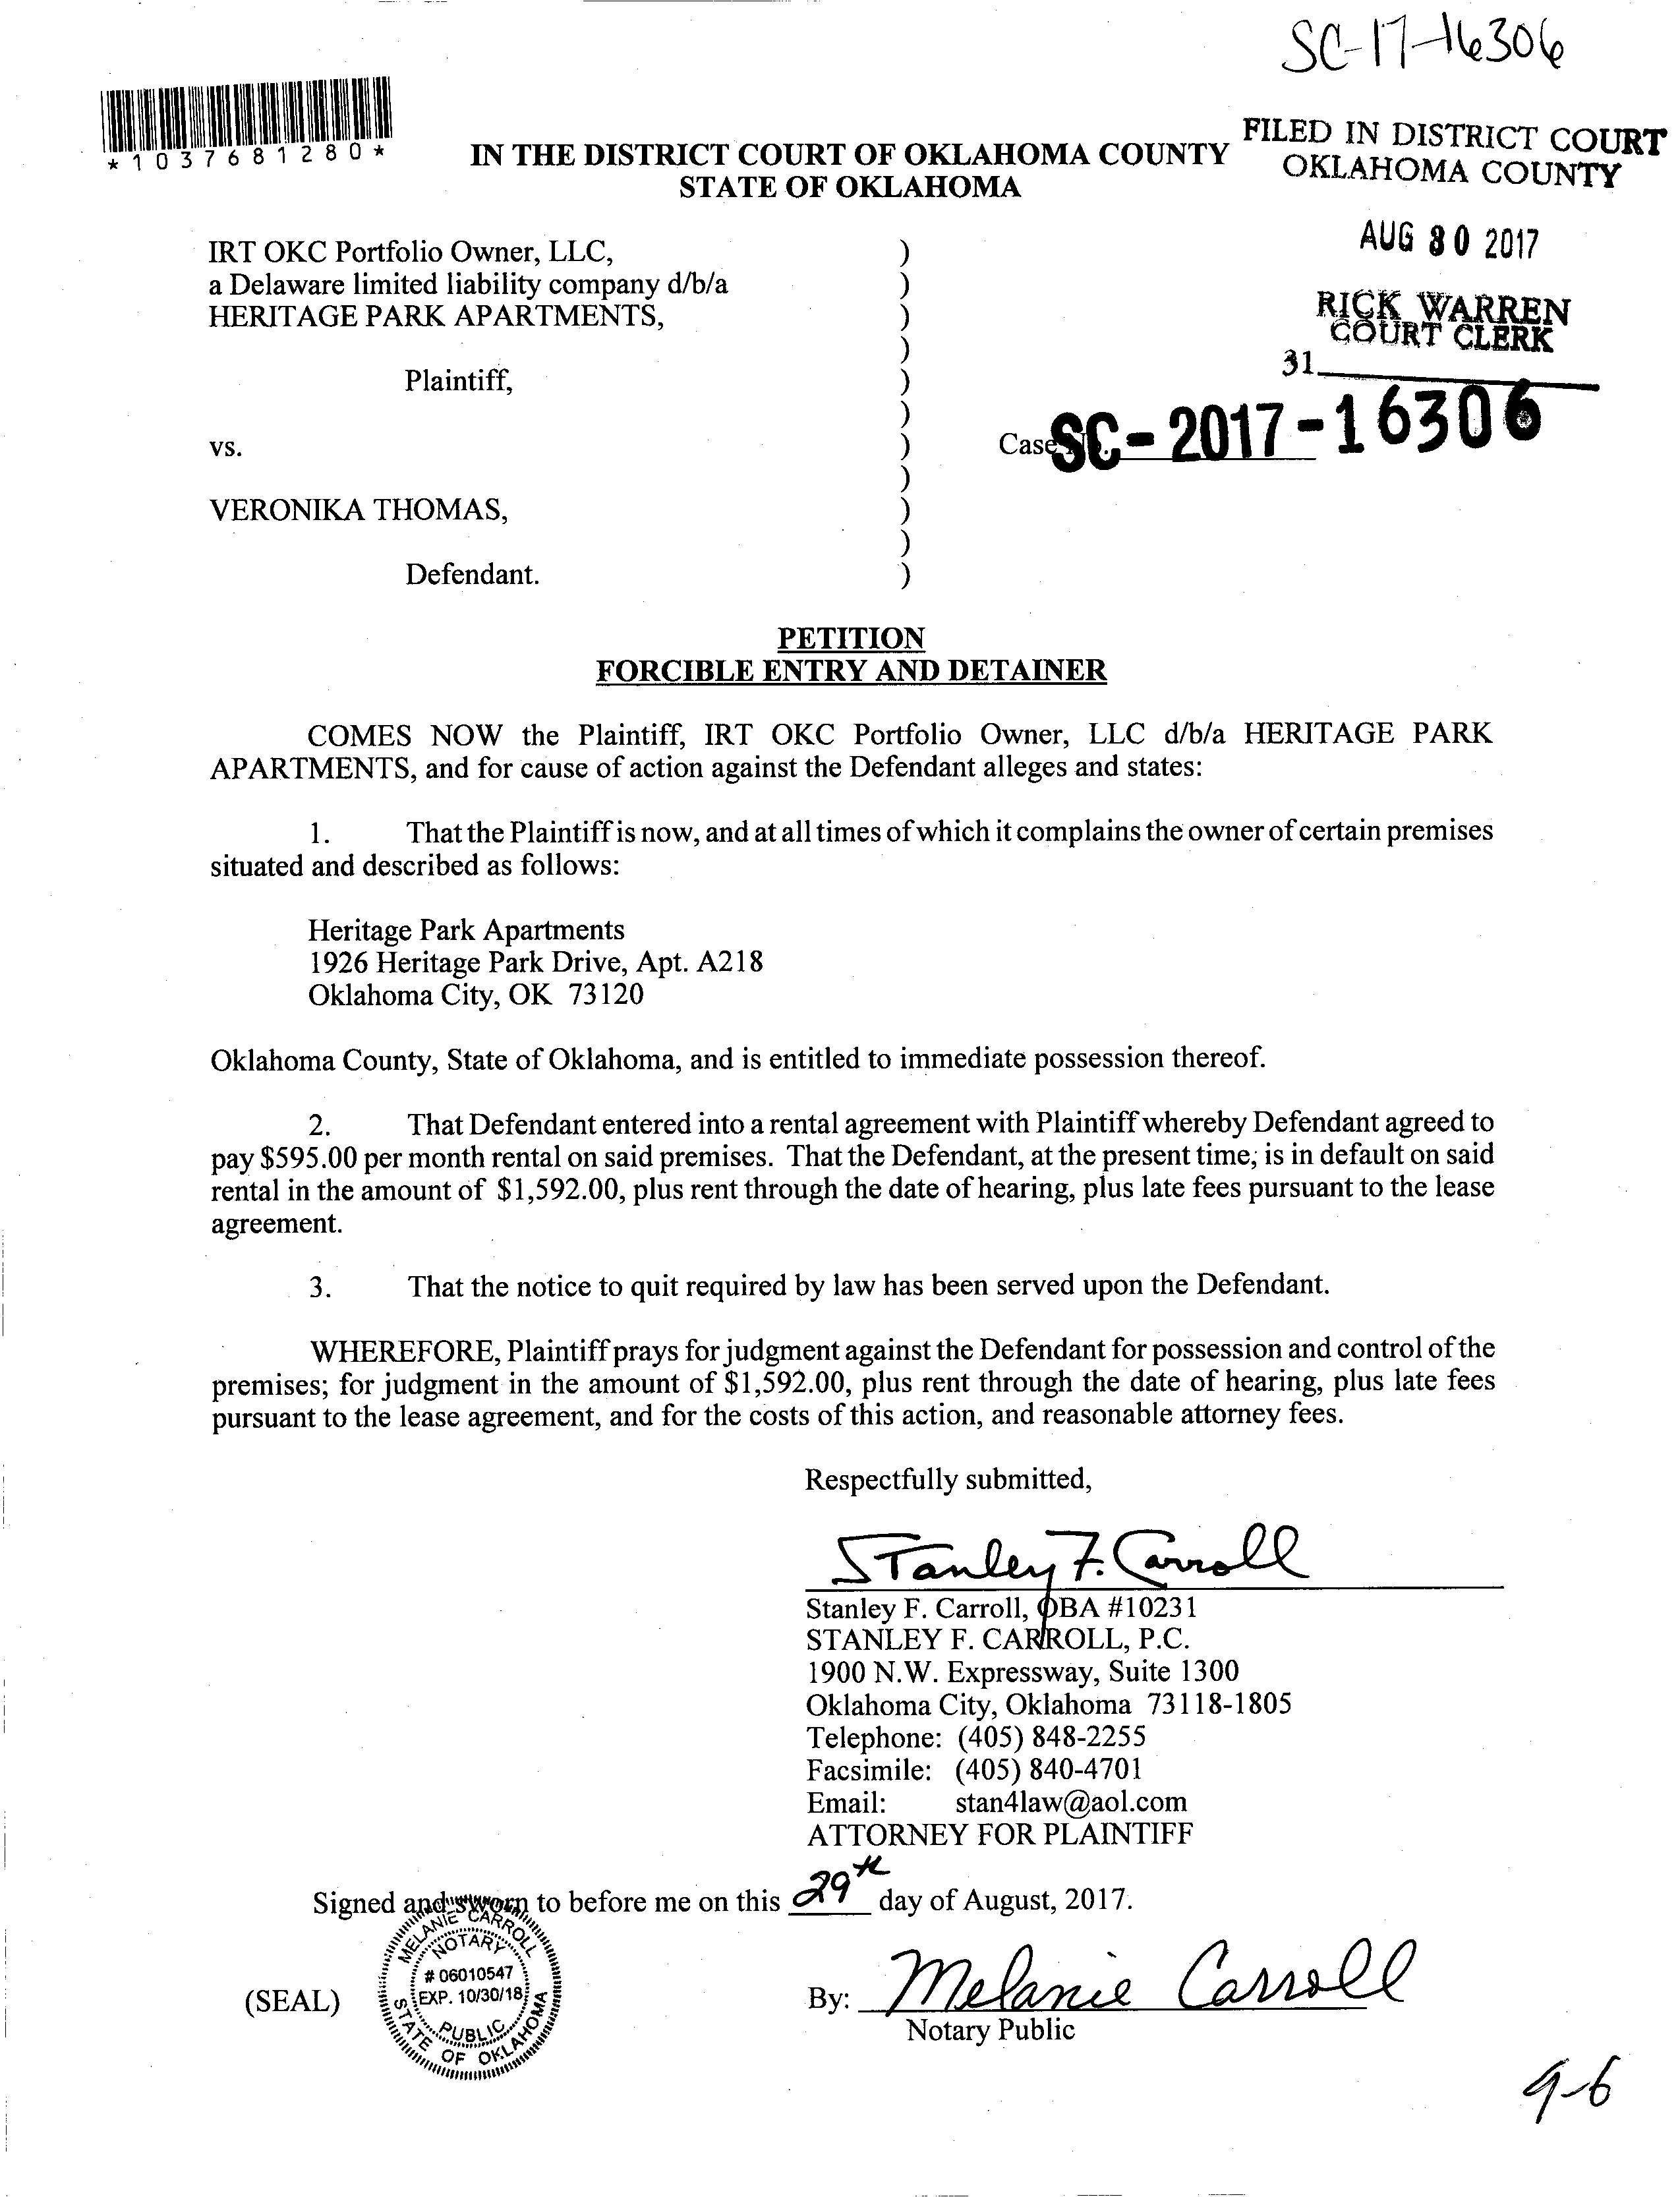 SC-17-16306
*1037681280*
IN THE DISTRICT COURT OF OKLAHOMA COUNTY
STATE OF OKLAHOMA
FILED IN DISTRICT COURT
OKLAHOMA COUNTY
AUG 30 2017
RICK WARREN
COURT CLERK
31
IRT OKC Portfolio Owner, LLC, )
a Delaware limited liability company d/b/a )
HERITAGE PARK APARTMENTS, )
)
Plaintiff, )
)
vs. ) Case SC-2017-16306
)
VERONIKA THOMAS, )
)
Defendant. )
PETITION
FORCIBLE ENTRY AND DETAINER
COMES NOW the Plaintiff, IRT OKC Portfolio Owner, LLC d/b/a HERITAGE PARK
APARTMENTS, and for cause of action against the Defendant alleges and states:
1. That the Plaintiff is now, and at all times of which it complains the owner of certain premises
situated and described as follows:
Heritage Park Apartments
1926 Heritage Park Drive, Apt. A218
Oklahoma City, OK 73120
Oklahoma County, State of Oklahoma, and is entitled to immediate possession thereof.
2. That Defendant entered into a rental agreement with Plaintiff whereby Defendant agreed to
pay $595.00 per month rental on said premises. That the Defendant, at the present time, is in default on said
rental in the amount of $1,592.00, plus rent through the date of hearing, plus late fees pursuant to the lease
agreement.
3. That the notice to quit required by law has been served upon the Defendant.
WHEREFORE, Plaintiff prays for judgment against the Defendant for possession and control of the
premises; for judgment in the amount of $1,592.00, plus rent through the date of hearing, plus late fees
pursuant to the lease agreement, and for the costs of this action, and reasonable attorney fees.
Respectfully submitted,
Stanley F. Carroll
Stanley F. Carroll, OBA #10231
STANLEY F. CARROLL, P.C.
1900 N.W. Expressway, Suite 1300
Oklahoma City, Oklahoma 73118-1805
Telephone: (405) 848-2255
Facsimile: (405) 840-4701
Email: stan4law@aol.com
ATTORNEY FOR PLAINTIFF
Signed and sworn to before me on this 29th day of August, 2017.
(SEAL)
MELANIE CARROLL
NOTARY
# 06010547
EXP. 10/30/18
PUBLIC
STATE OF OKLAHOMA
By: Melanie Carroll
Notary Public
9-6